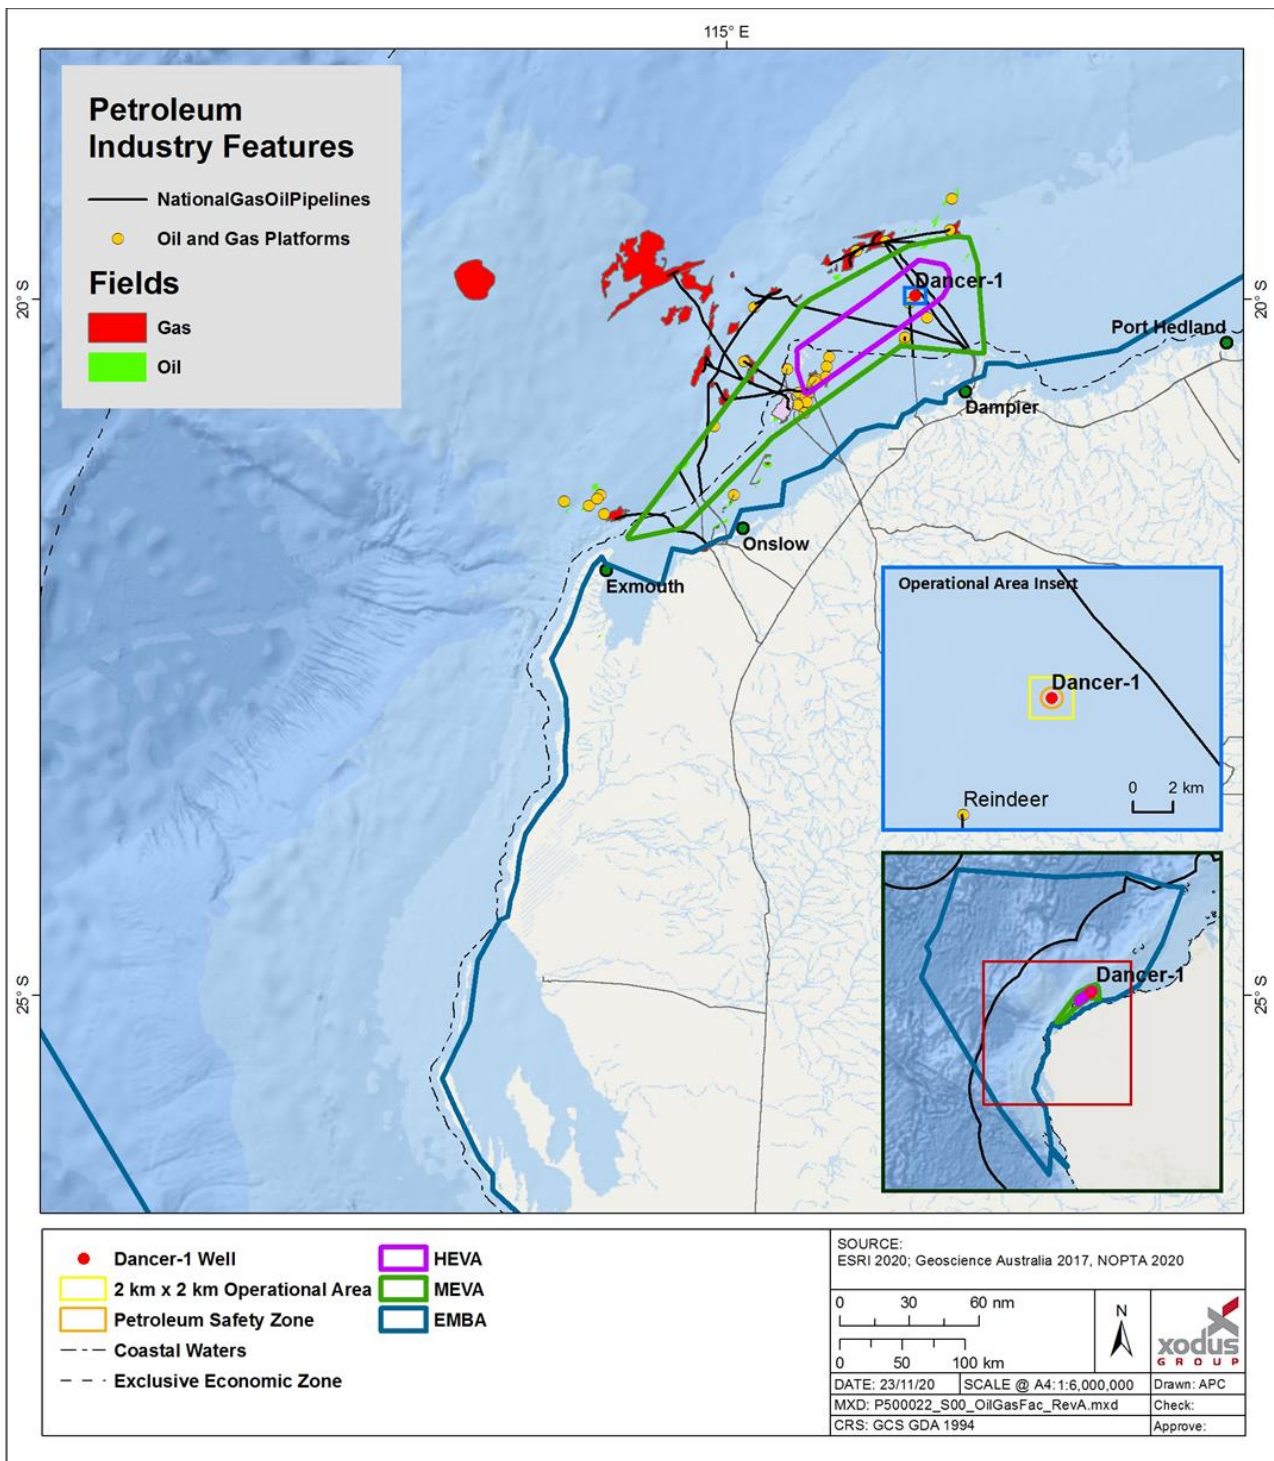 115° E
Petroleum
Industry Features
NationalGasOilPipelines
Oil and Gas Platforms
Fields
Gas
Oil
20° S
20° S
Dancer-1
Port Hedland
Dampier
Onslow
Exmouth
Operational Area Insert
Dancer-1
0 2 km
Reindeer
Dancer-1
25° S
25° S
Dancer-1 Well
2 km x 2 km Operational Area
Petroleum Safety Zone
Coastal Waters
Exclusive Economic Zone
HEVA
MEVA
EMBA
SOURCE:
ESRI 2020; Geoscience Australia 2017, NOPTA 2020
0 30 60 nm
0 50 100 km
N
xodus
GROUP
DATE: 23/11/20
SCALE @ A4:1:6,000,000
Drawn: APC
MXD: P500022_S00_OilGasFac_RevA.mxd
Check:
CRS: GCS GDA 1994
Approve: